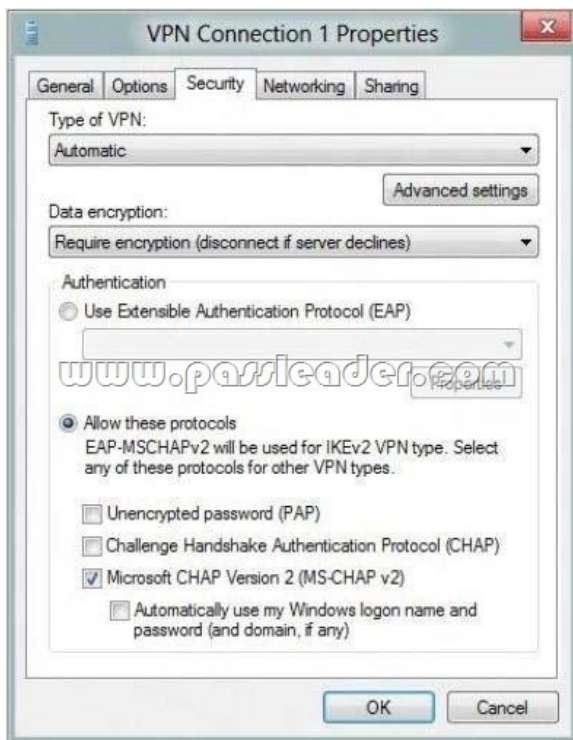 VPN Connection 1 Properties
General Options Security Networking Sharing
Type of VPN:
Automatic
Advanced settings
Data encryption:
Require encryption (disconnect if server declines)
Authentication
Use Extensible Authentication Protocol (EAP)
www.passleader.com
Properties
Allow these protocols
EAP-MSCHAPv2 will be used for IKEv2 VPN type. Select
any of these protocols for other VPN types.
Unencrypted password (PAP)
Challenge Handshake Authentication Protocol (CHAP)
Microsoft CHAP Version 2 (MS-CHAP v2)
Automatically use my Windows logon name and
password (and domain, if any)
OK Cancel